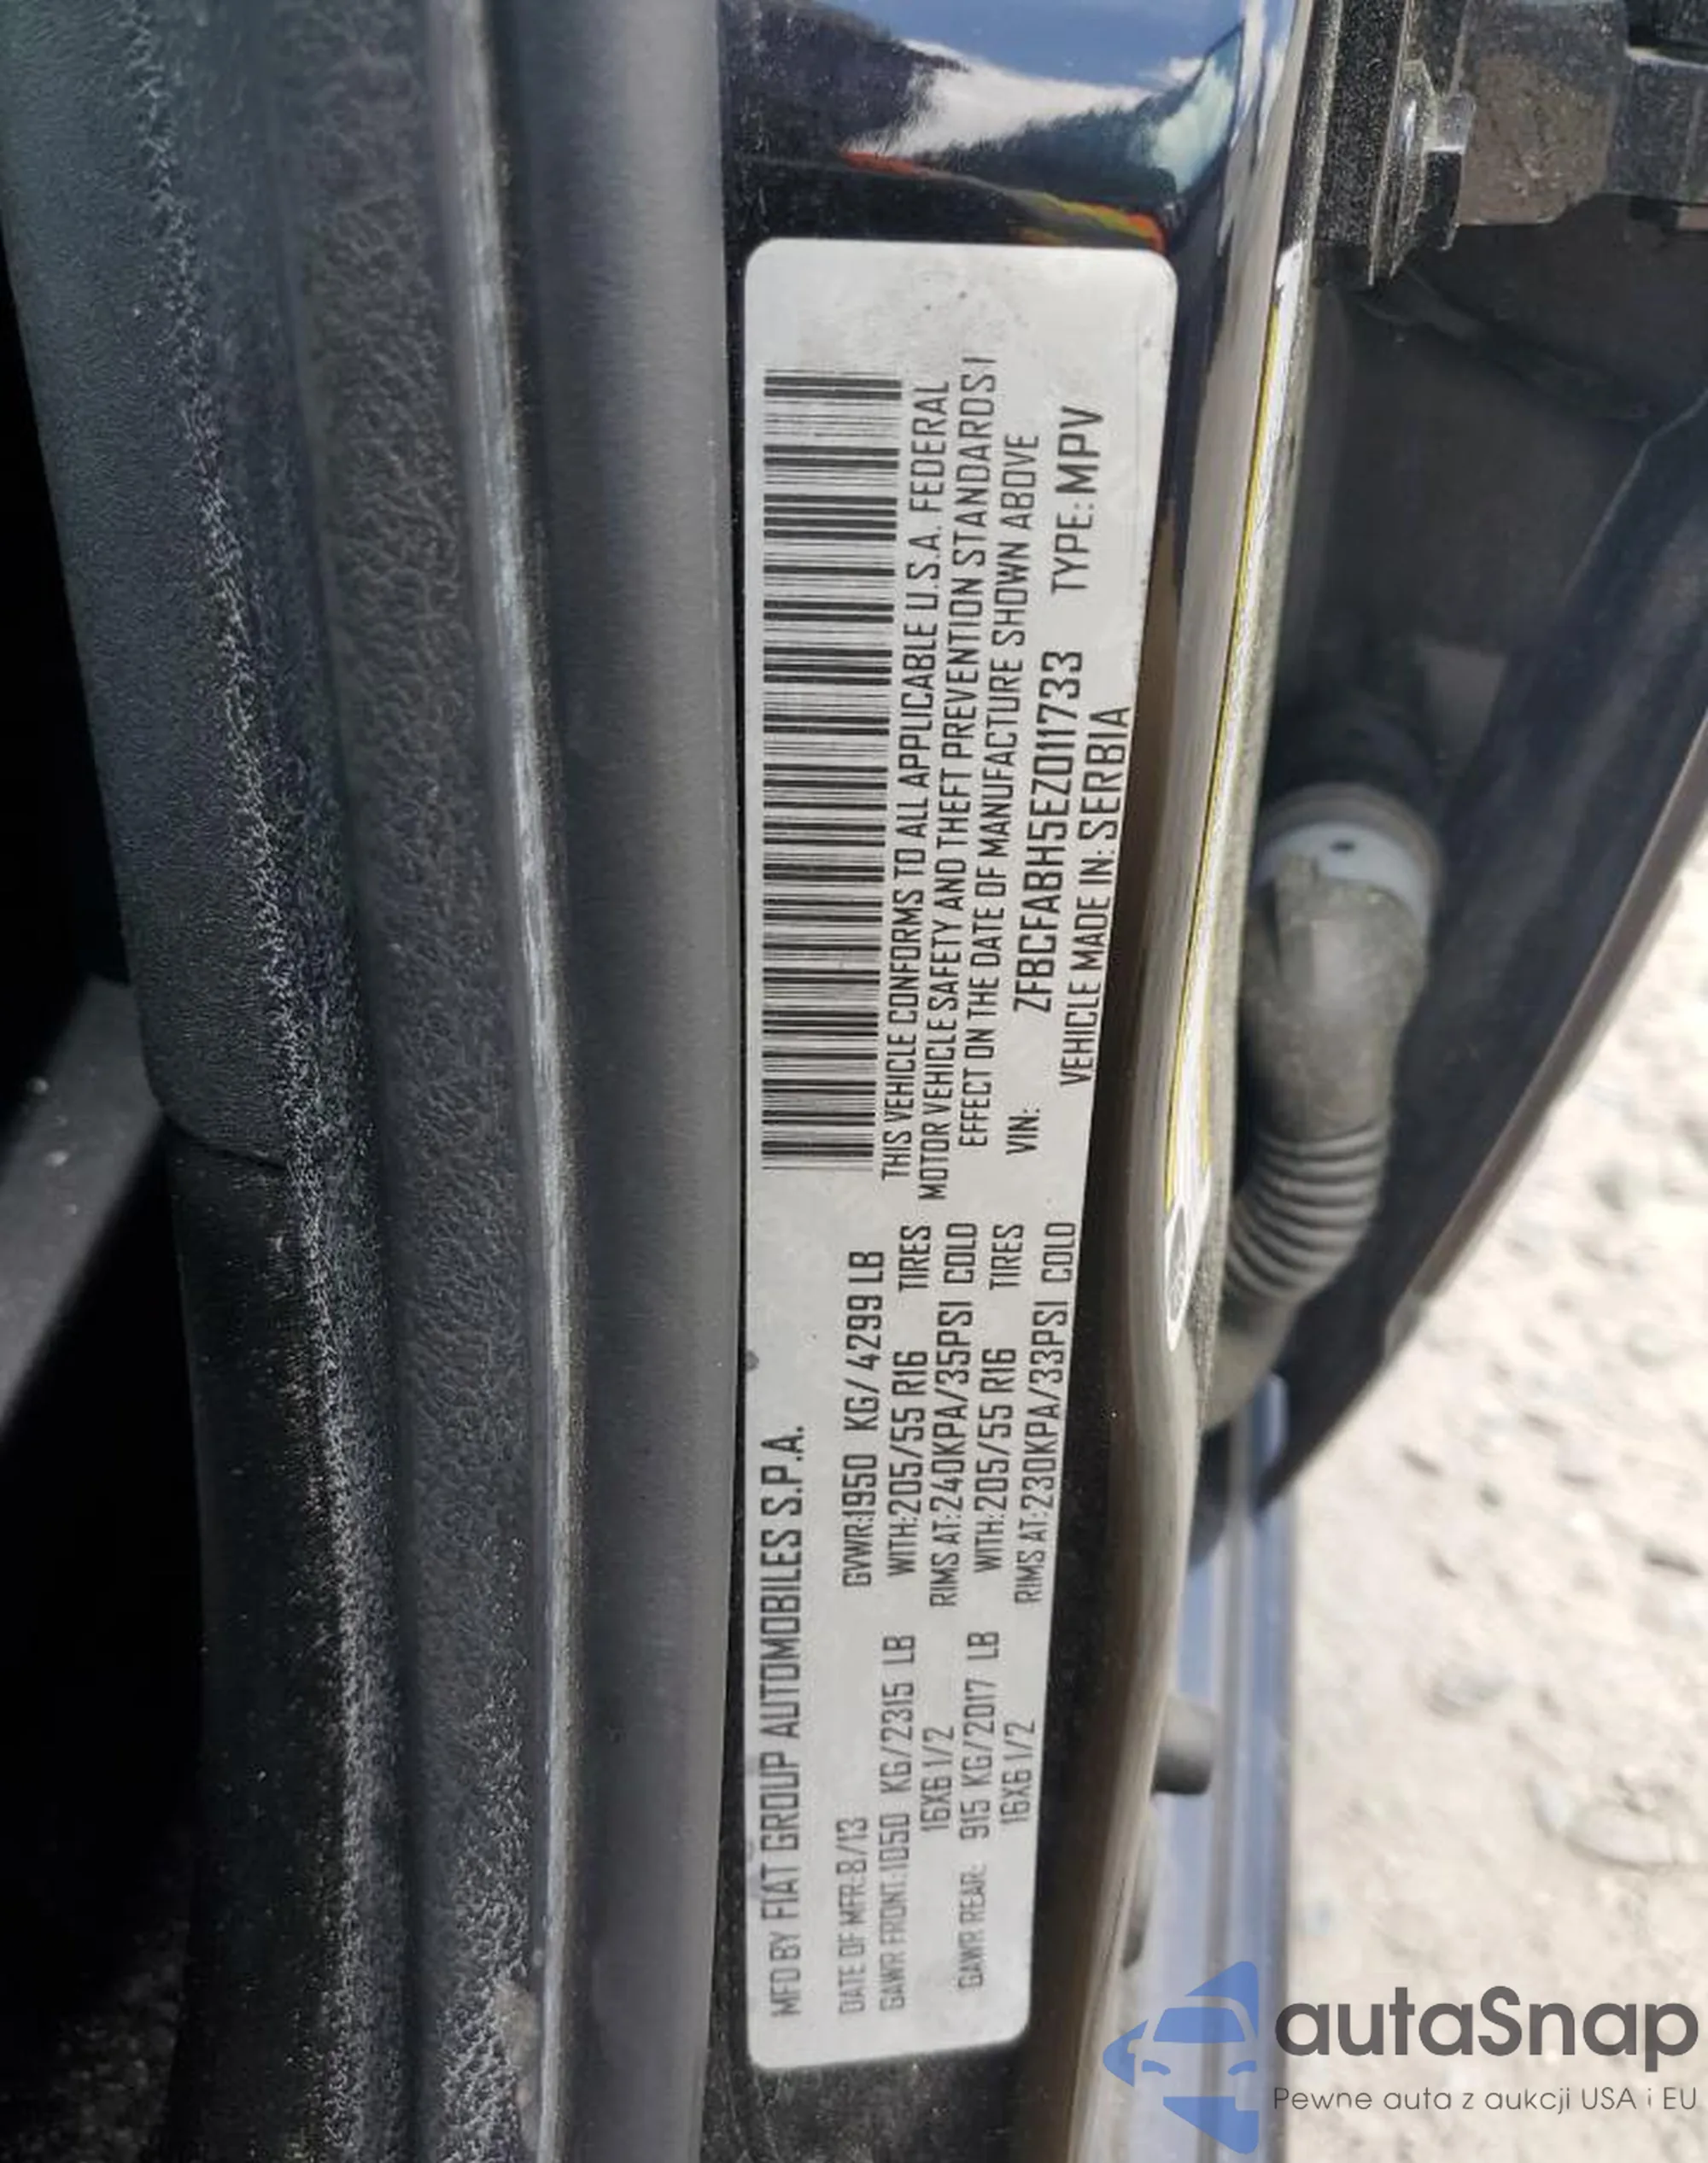 MFD BY FIAT GROUP AUTOMOBILES S.P.A.
DATE OF MFR:8/13
GVWR:1950 KG/ 4299 LB
GAWR FRONT:1050 KG/2315 LB
WITH:205/55 R16 TIRES
16X6 1/2
RIMS AT:240KPA/35PSI COLD
GAWR REAR: 915 KG/2017 LB
WITH:205/55 R16 TIRES
16X6 1/2
RIMS AT:230KPA/33PSI COLD
THIS VEHICLE CONFORMS TO ALL APPLICABLE U.S.A. FEDERAL
MOTOR VEHICLE SAFETY AND THEFT PREVENTION STANDARDS I
EFFECT ON THE DATE OF MANUFACTURE SHOWN ABOVE
VIN: ZFBCFABH5EZ011733 TYPE: MPV
VEHICLE MADE IN: SERBIA
autaSnap
Pewne auta z aukcji USA i EU